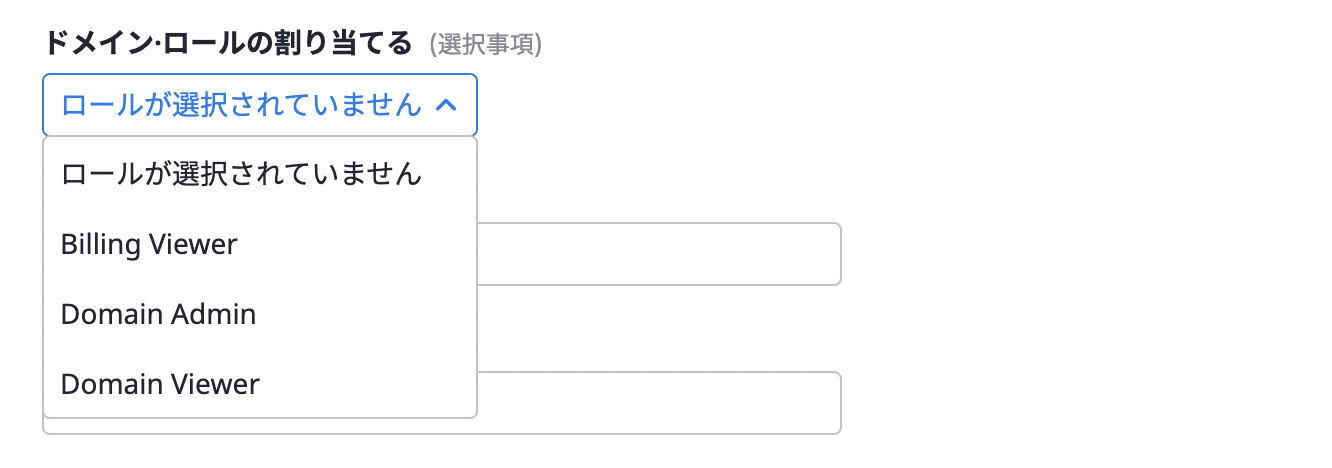 ドメイン·ロールの割り当てる (選択事項)
ロールが選択されていません
ロールが選択されていません
Billing Viewer
Domain Admin
Domain Viewer